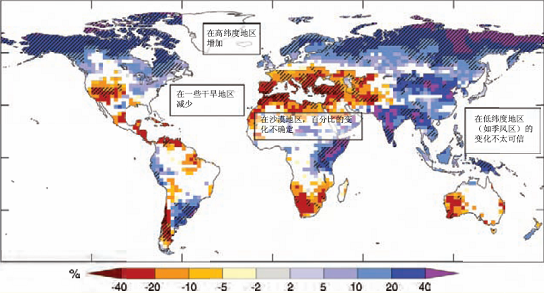 在高纬度地区
增加
在一些干旱地区
减少
在沙漠地区，百分比的变
化不确定
在低纬度地区
（如季风区）的
变化不太可信
% -40 -20 -10 -5 -2 2 5 10 20 40